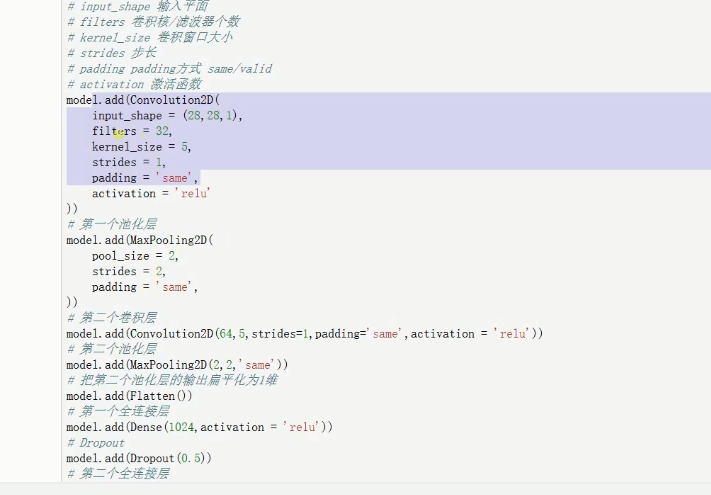 # input_shape 输入平面
# filters 卷积核/滤波器个数
# kernel_size 卷积窗口大小
# strides 步长
# padding padding方式 same/valid
# activation 激活函数
model.add(Convolution2D(
    input_shape = (28,28,1),
    filters = 32,
    kernel_size = 5,
    strides = 1,
    padding = 'same',
    activation = 'relu'
))
# 第一个池化层
model.add(MaxPooling2D(
    pool_size = 2,
    strides = 2,
    padding = 'same',
))
# 第二个卷积层
model.add(Convolution2D(64,5,strides=1,padding='same',activation = 'relu'))
# 第二个池化层
model.add(MaxPooling2D(2,2,'same'))
# 把第二个池化层的输出扁平化为1维
model.add(Flatten())
# 第一个全连接层
model.add(Dense(1024,activation = 'relu'))
# Dropout
model.add(Dropout(0.5))
# 第二个全连接层